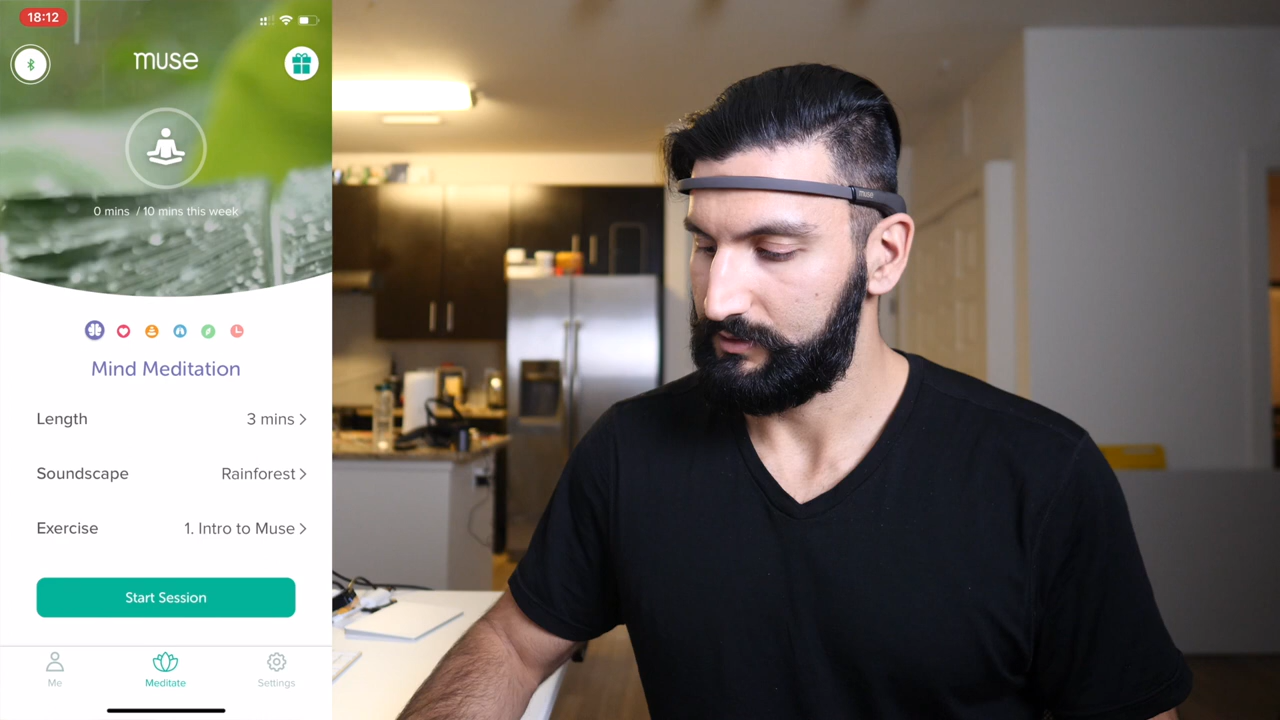 18:12
muse
0 mins / 10 mins this week
Mind Meditation
Length 3 mins >
Soundscape Rainforest >
Exercise 1. Intro to Muse >
Start Session
Me Meditate Settings
muse